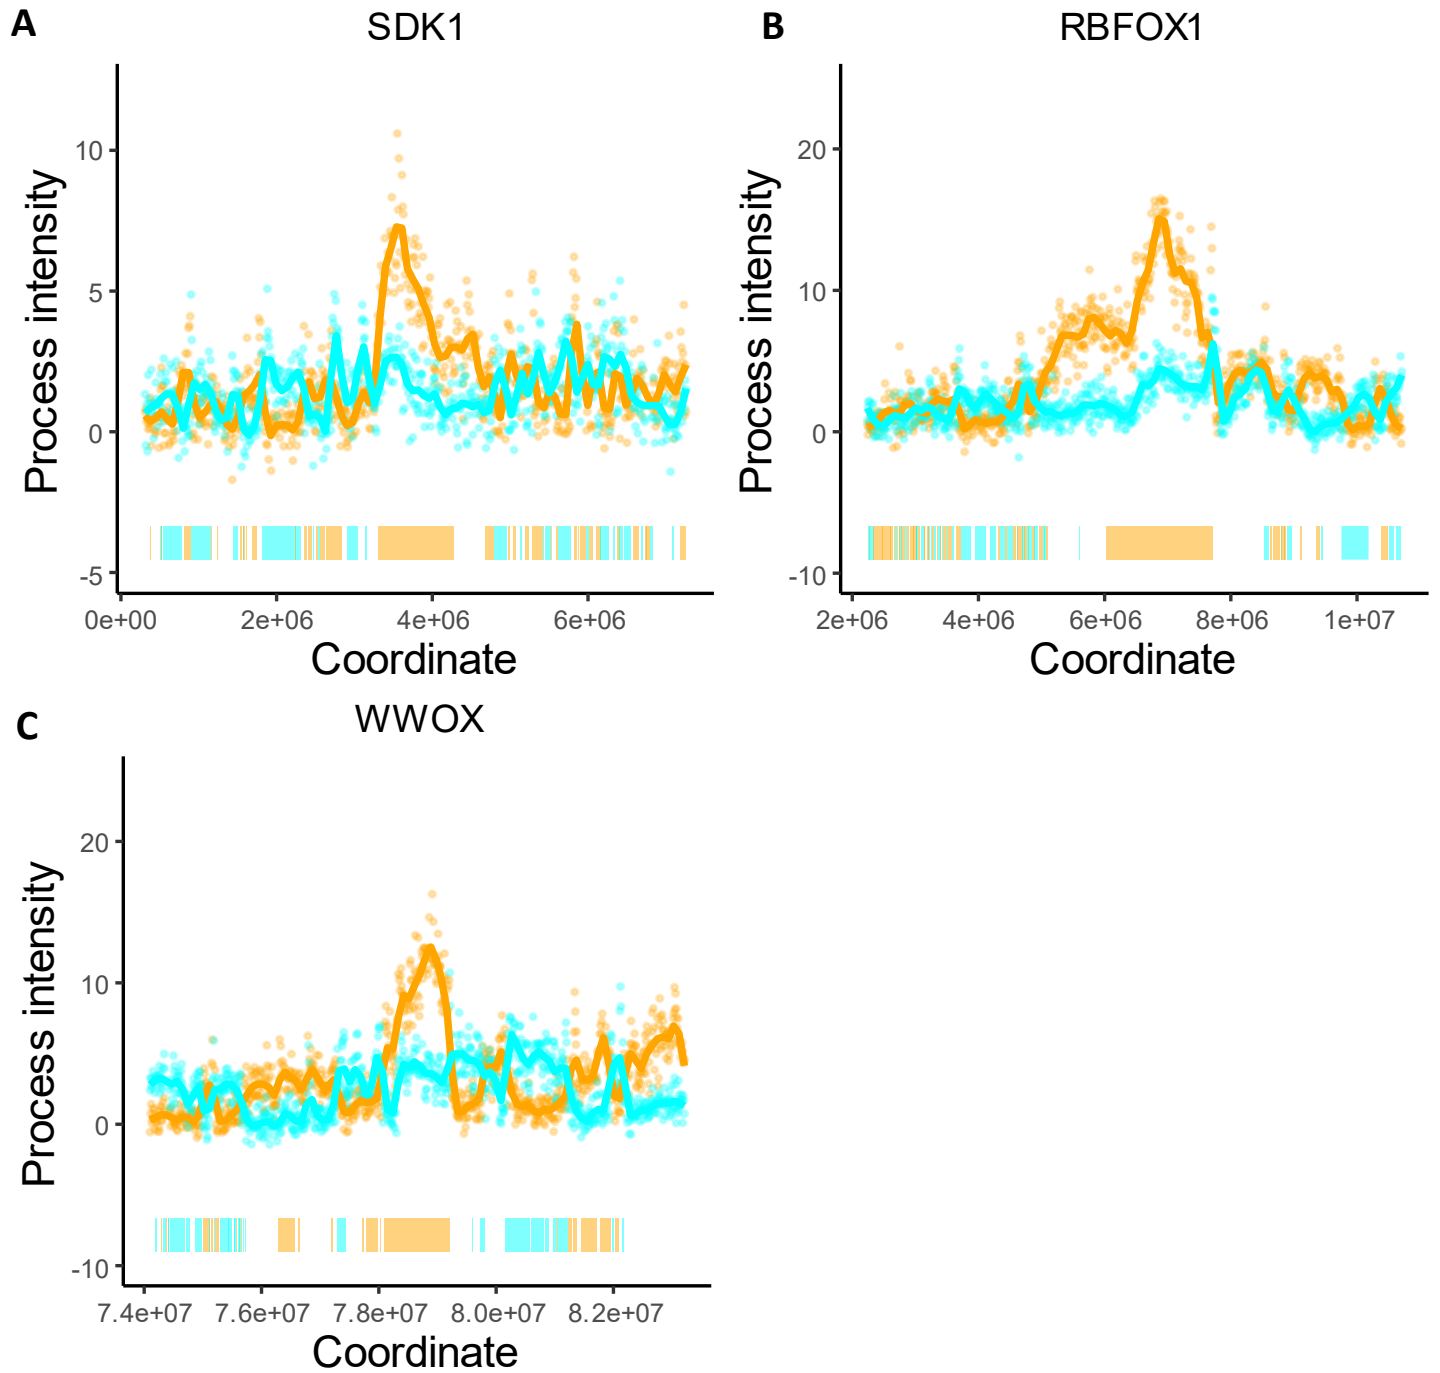 A
SDK1
Process intensity
10
5
0
-5
0e+00 2e+06 4e+06 6e+06
Coordinate
B
RBFOX1
Process intensity
20
10
0
-10
2e+06 4e+06 6e+06 8e+06 1e+07
Coordinate
C
WWOX
Process intensity
20
10
0
-10
7.4e+07 7.6e+07 7.8e+07 8.0e+07 8.2e+07
Coordinate